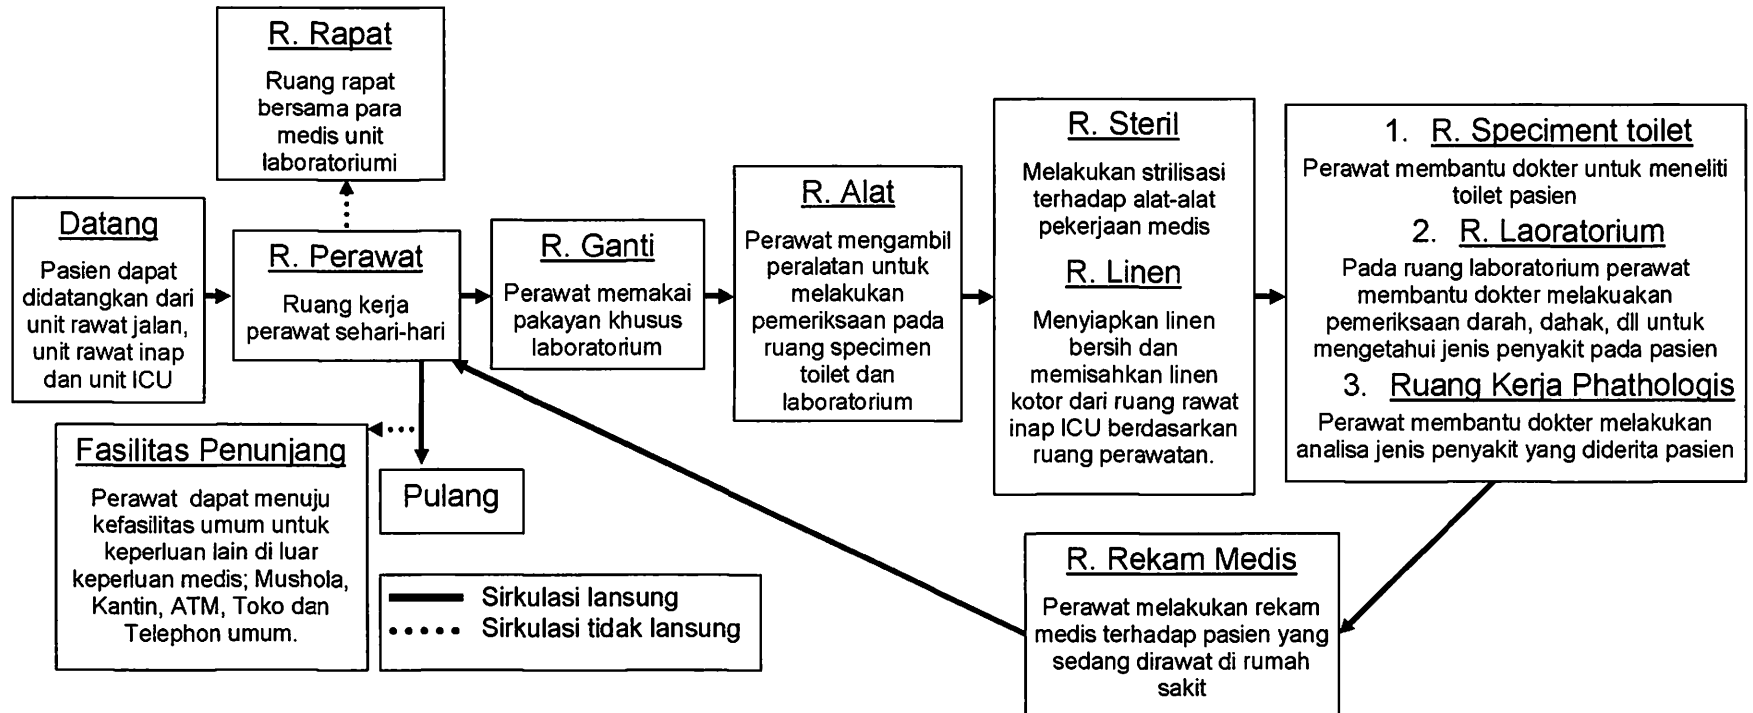 R. Rapat
Ruang rapat
bersama para
medis unit
laboratoriumi
Datang
Pasien dapat
didatangkan dari
unit rawat jalan,
unit rawat inap
dan unit ICU
R. Perawat
Ruang kerja
perawat sehari-hari
R. Ganti
Perawat memakai
pakayan khusus
laboratorium
R. Alat
Perawat mengambil
peralatan untuk
melakukan
pemeriksaan pada
ruang specimen
toilet dan
laboratorium
R. Steril
Melakukan strilisasi
terhadap alat-alat
pekerjaan medis
R. Linen
Menyiapkan linen
bersih dan
memisahkan linen
kotor dari ruang rawat
inap ICU berdasarkan
ruang perawatan.
1. R. Speciment toilet
Perawat membantu dokter untuk meneliti
toilet pasien
2. R. Laoratorium
Pada ruang laboratorium perawat
membantu dokter melakuakan
pemeriksaan darah, dahak, dll untuk
mengetahui jenis penyakit pada pasien
3. Ruang Kerja Phathologis
Perawat membantu dokter melakukan
analisa jenis penyakit yang diderita pasien
Fasilitas Penunjang
Perawat dapat menuju
kefasilitas umum untuk
keperluan lain di luar
keperluan medis; Mushola,
Kantin, ATM, Toko dan
Telephon umum.
Pulang
Sirkulasi lansung
Sirkulasi tidak lansung
R. Rekam Medis
Perawat melakukan rekam
medis terhadap pasien yang
sedang dirawat di rumah
sakit